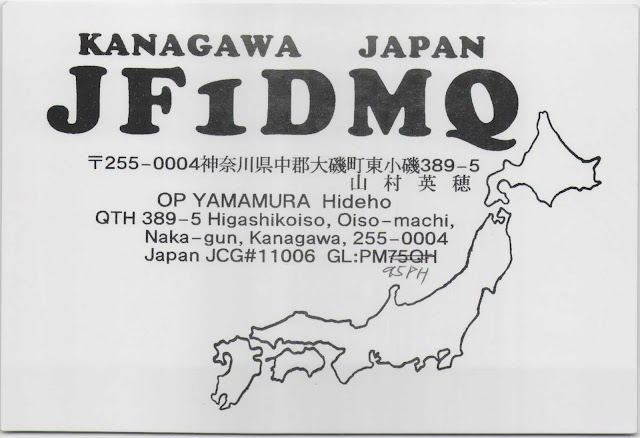 KANAGAWA JAPAN
JF1DMQ
〒255-0004神奈川県中郡大磯町東小磯389-5
山村英穂
OP YAMAMURA Hideho
QTH 389-5 Higashikoiso, Oiso-machi,
Naka-gun, Kanagawa, 255-0004
Japan JCG#11006 GL:PM75QH
95PH